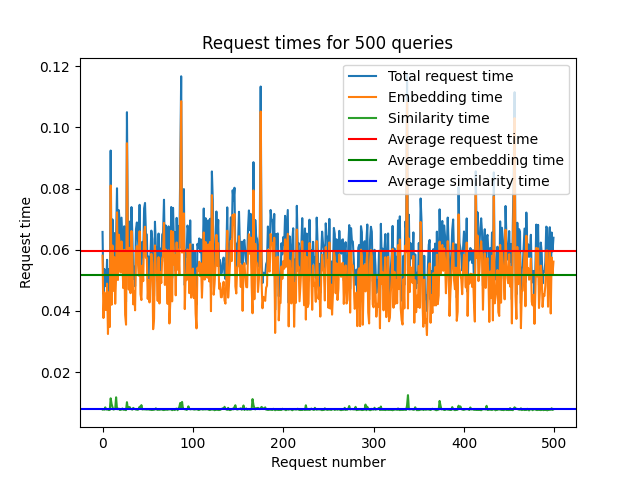 Request times for 500 queries
Total request time
Embedding time
Similarity time
Average request time
Average embedding time
Average similarity time
0.12
0.10
0.08
0.06
0.04
0.02
Request time
0 100 200 300 400 500
Request number